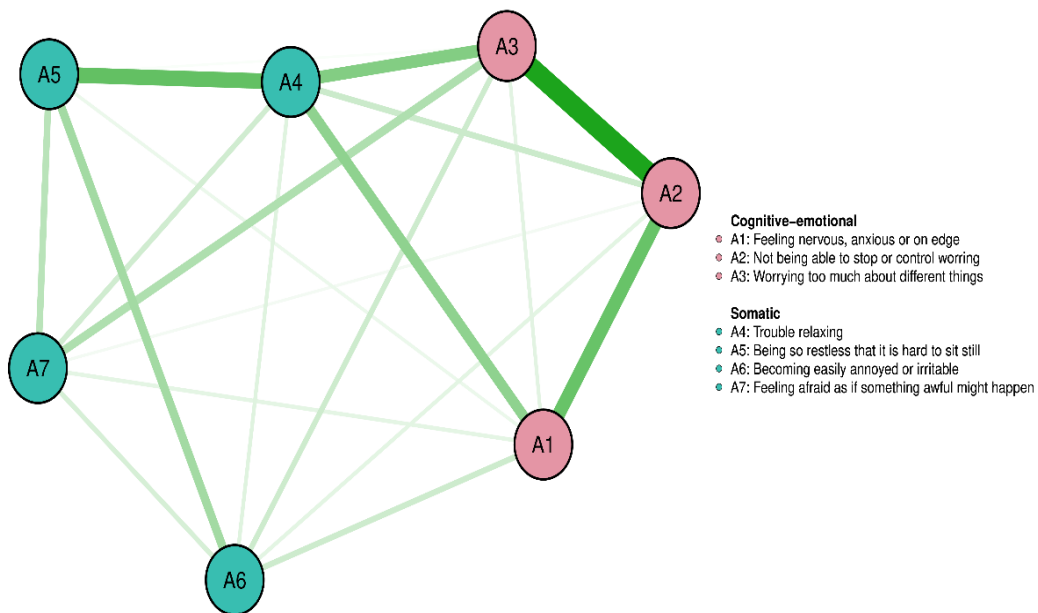 A3
A5
A4
A2
A7
A1
A6
Cognitive−emotional
A1: Feeling nervous, anxious or on edge
A2: Not being able to stop or control worring
A3: Worrying too much about different things
Somatic
A4: Trouble relaxing
A5: Being so restless that it is hard to sit still
A6: Becoming easily annoyed or irritable
A7: Feeling afraid as if something awful might happen